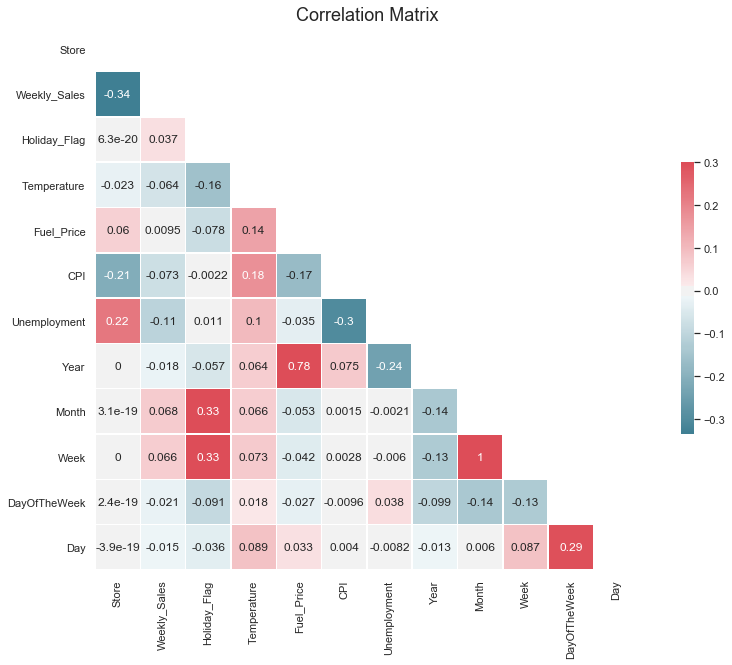 Correlation Matrix
Store
Weekly_Sales -0.34
Holiday_Flag 6.3e-20 0.037
Temperature -0.023 -0.064 -0.16
Fuel_Price 0.06 0.0095 -0.078 0.14
CPI -0.21 -0.073 -0.0022 0.18 -0.17
Unemployment 0.22 -0.11 0.011 0.1 -0.035 -0.3
Year 0 -0.018 -0.057 0.064 0.78 0.075 -0.24
Month 3.1e-19 0.068 0.33 0.066 -0.053 0.0015 -0.0021 -0.14
Week 0 0.066 0.33 0.073 -0.042 0.0028 -0.006 -0.13 1
DayOfTheWeek 2.4e-19 -0.021 -0.091 0.018 -0.027 -0.0096 0.038 -0.099 -0.14 -0.13
Day -3.9e-19 -0.015 -0.036 0.089 0.033 0.004 -0.0082 -0.013 0.006 0.087 0.29
Store Weekly_Sales Holiday_Flag Temperature Fuel_Price CPI Unemployment Year Month Week DayOfTheWeek Day
0.3
0.2
0.1
0.0
−0.1
−0.2
−0.3